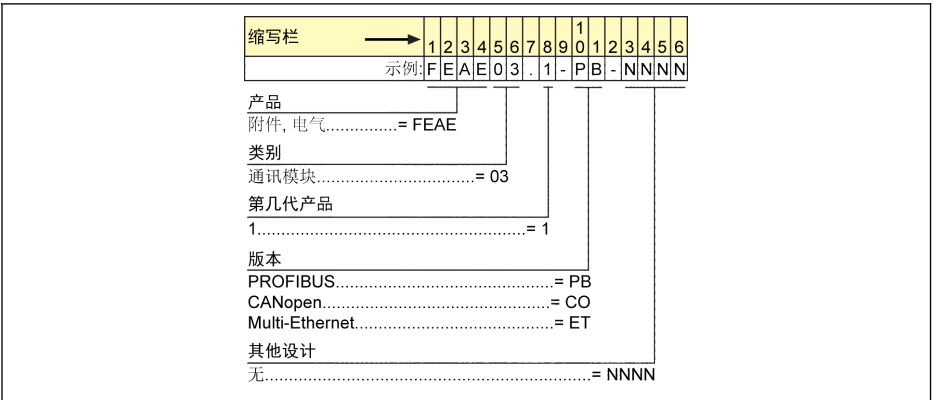 缩写栏 1 2 3 4 5 6 7 8 9 10 1 2 3 4 5 6
示例: F E A E 0 3 . 1 - P B - N N N N
产品
附件, 电气...............= FEAE
类别
通讯模块.................................= 03
第几代产品
1........................................................= 1
版本
PROFIBUS..............................................= PB
CANopen................................................= CO
Multi-Ethernet..........................................= ET
其他设计
无....................................................................= NNNN